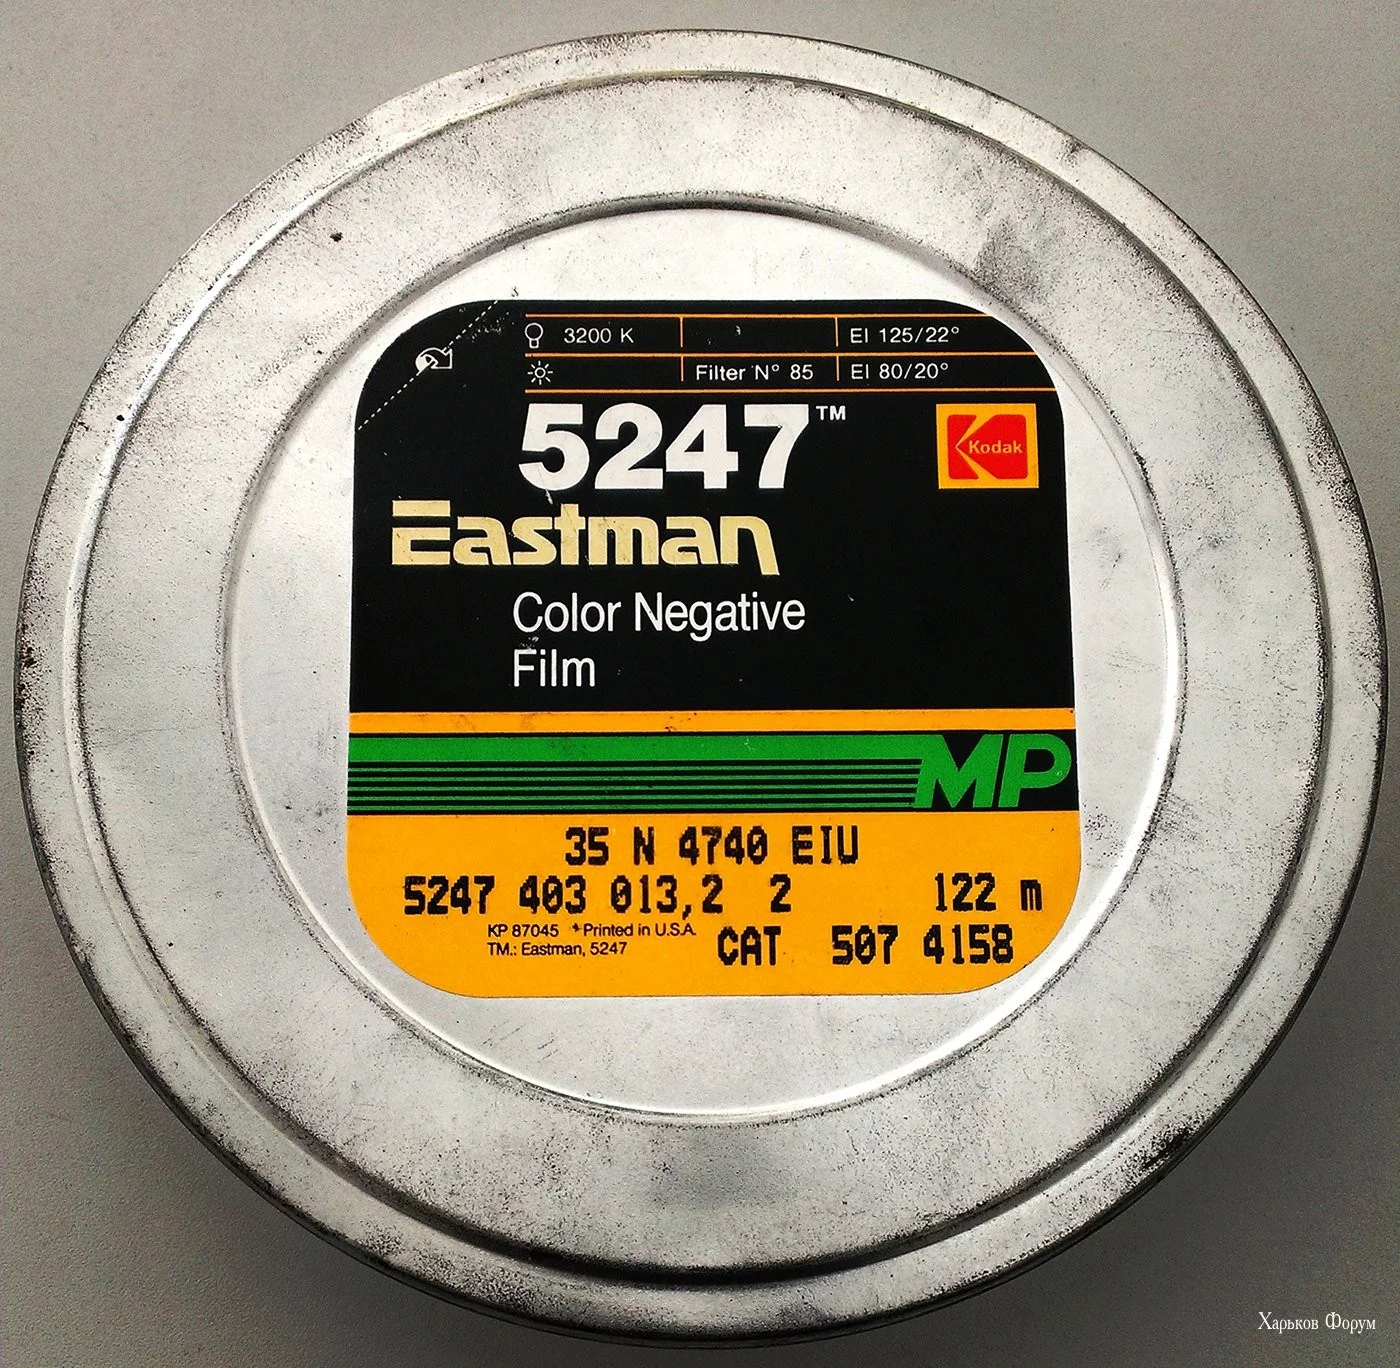 3200 K EI 125/22°
Filter N° 85 EI 80/20°
5247™
Kodak
Eastman
Color Negative
Film
MP
35 N 4740 EIU
5247 403 013,2 2 122 m
KP 87045 *Printed in U.S.A.
TM.: Eastman, 5247
CAT 507 4158
Харьков Форум